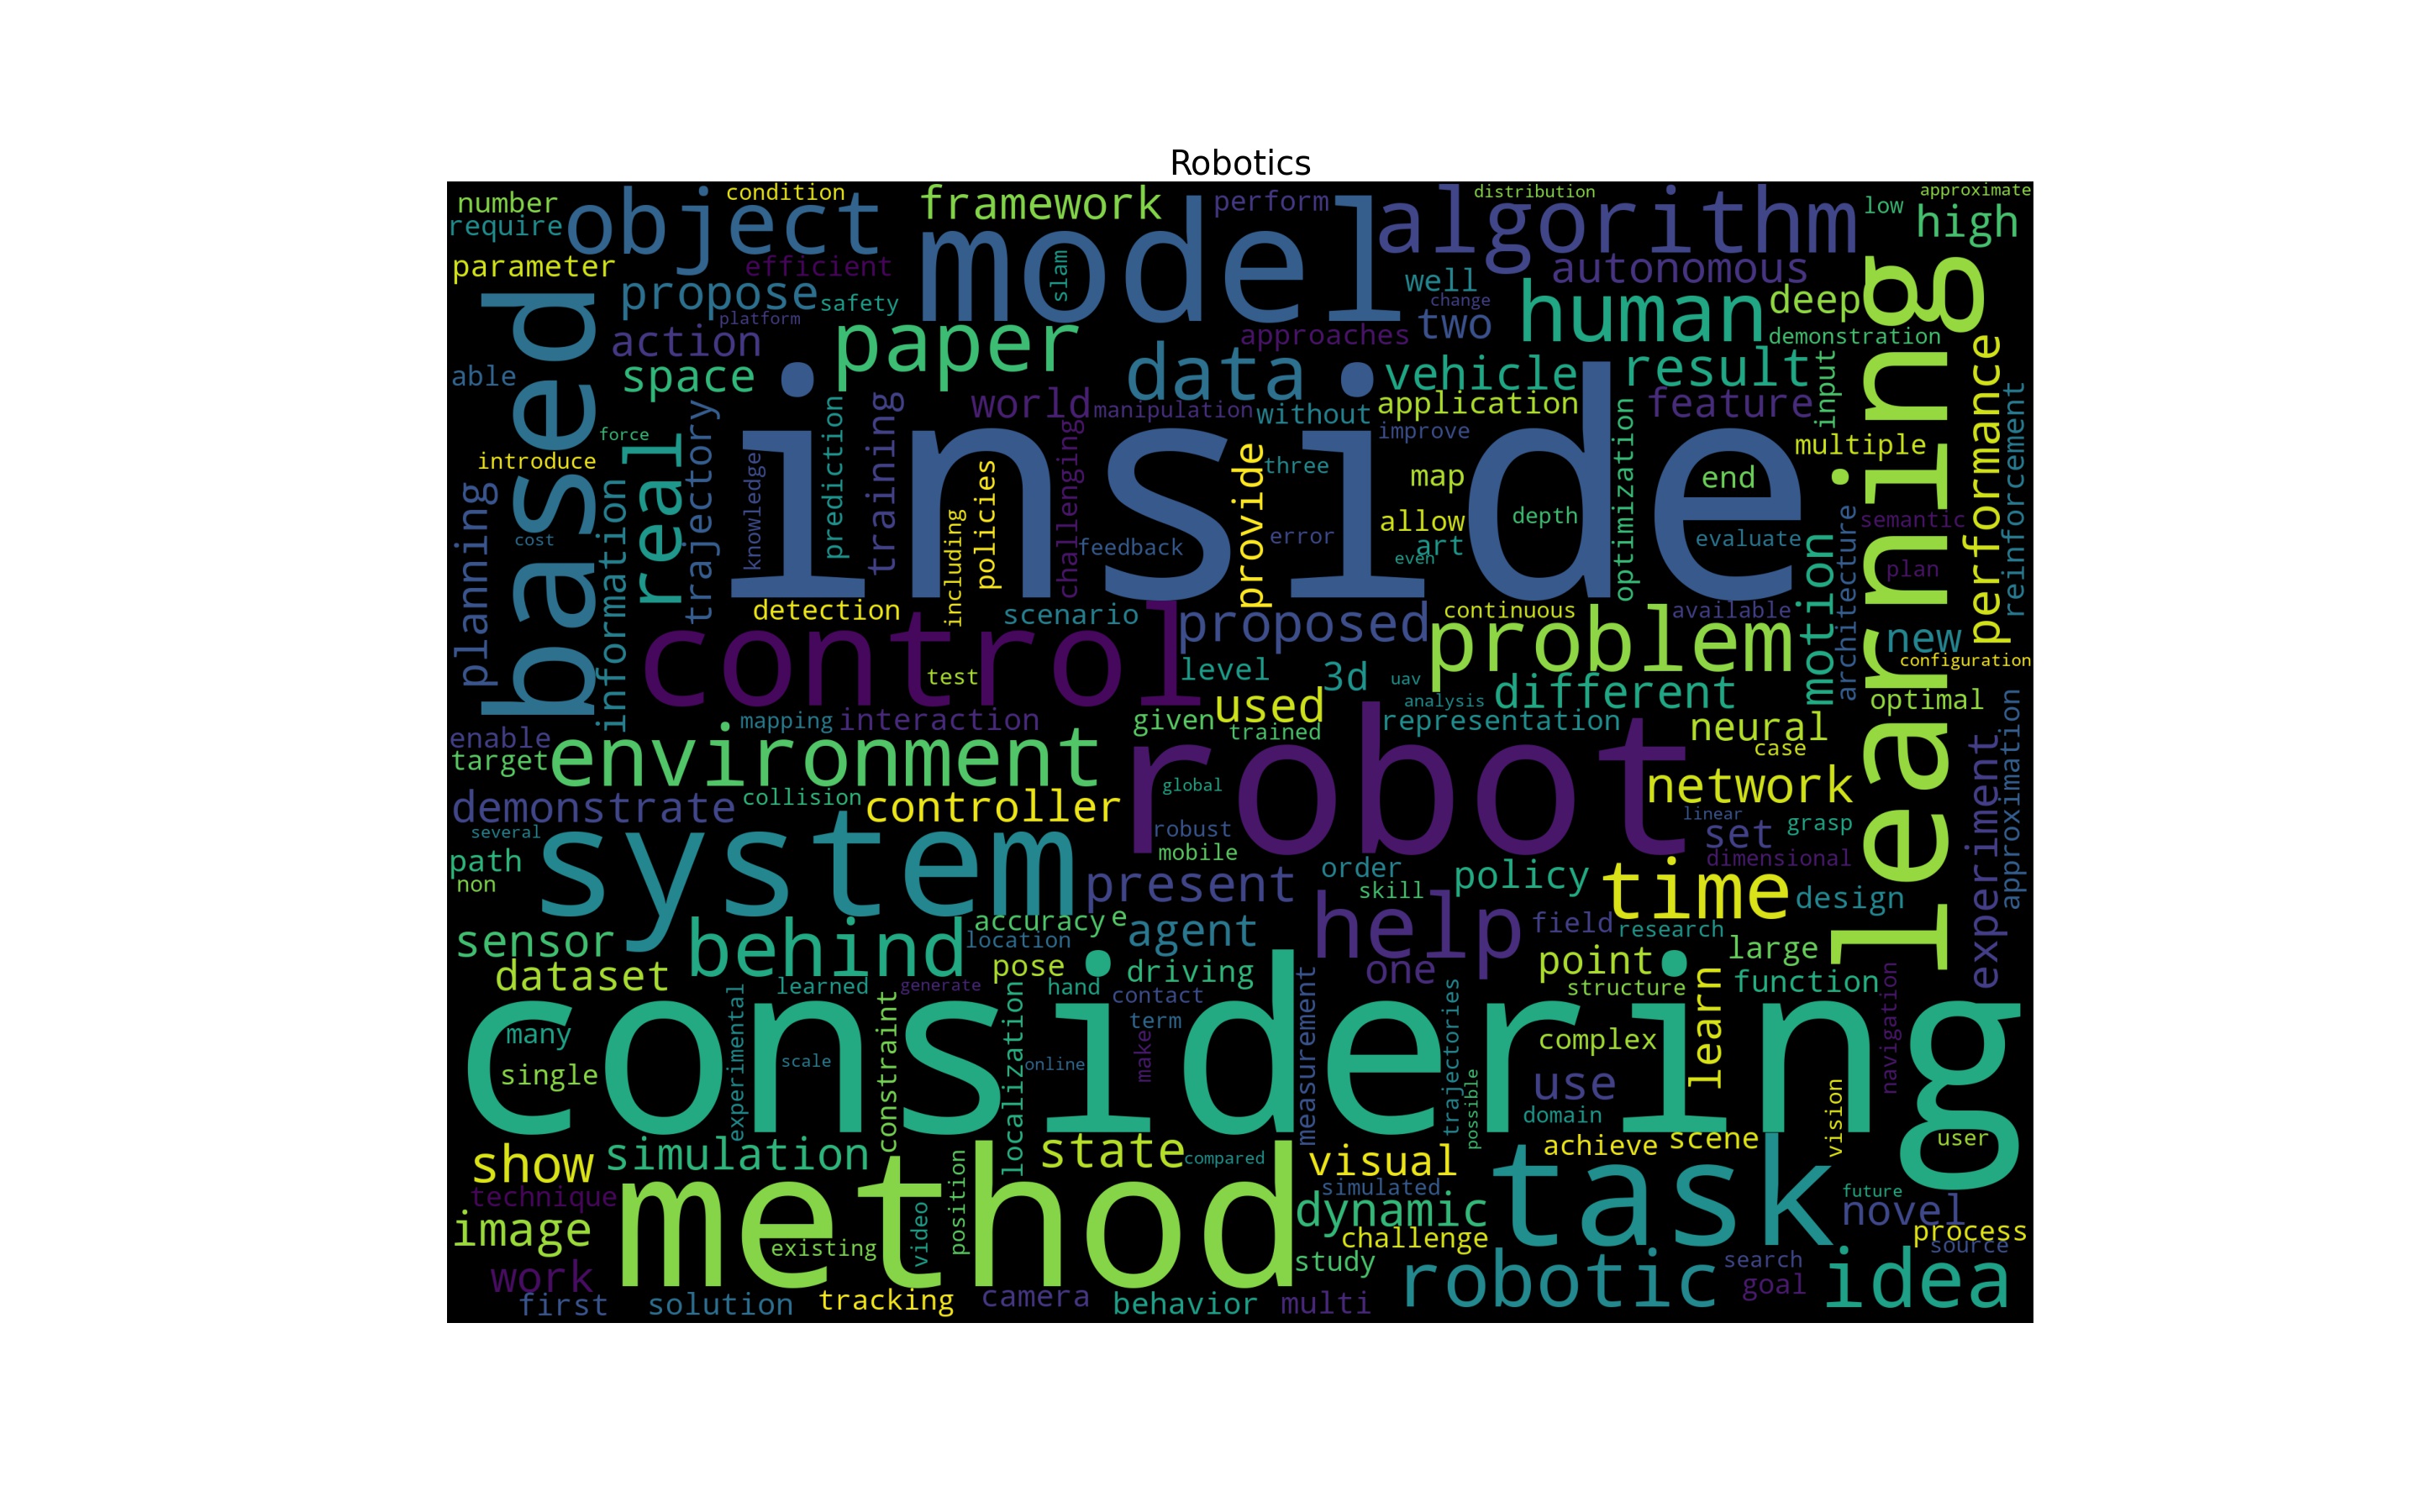 Robotics
number
condition
framework
perform
distribution
approximate
require
object
model
algorithm
low
high
parameter
efficient
slam
well
autonomous
propose
safety
change
human
deep
learning
based
platform
action
paper
approaches
two
demonstration
able
space
data
vehicle
result
input
performance
world
manipulation
without
application
feature
reinforcement
force
trajectory
prediction
training
inside
improve
multiple
introduce
real
knowledge
policies
challenging
provide
three
map
optimization
end
planning
information
including
feedback
error
allow
depth
art
even
evaluate
semantic
cost
motion
architecture
plan
detection
scenario
proposed
continuous
available
problem
new
control
test
level
3d
uav
configuration
different
optimal
analysis
mapping
interaction
given
used
trained
representation
neural
case
enable
target
environment
robot
network
experiment
approximation
demonstrate
collision
controller
global
linear
several
system
robust
set
grasp
path
mobile
order
dimensional
non
skill
policy
time
design
present
accuracy
e
help
field
research
sensor
behind
location
agent
large
dataset
pose
driving
one
point
function
learned
generate
hand
contact
structure
learn
navigation
considering
many
experimental
constraint
localization
term
measurement
trajectories
complex
single
scale
online
make
possible
use
domain
vision
show
simulation
state
compared
visual
achieve
scene
user
technique
method
position
simulated
task
future
image
existing
video
dynamic
challenge
novel
process
source
work
study
robotic
search
goal
idea
first
solution
tracking
camera
behavior
multi